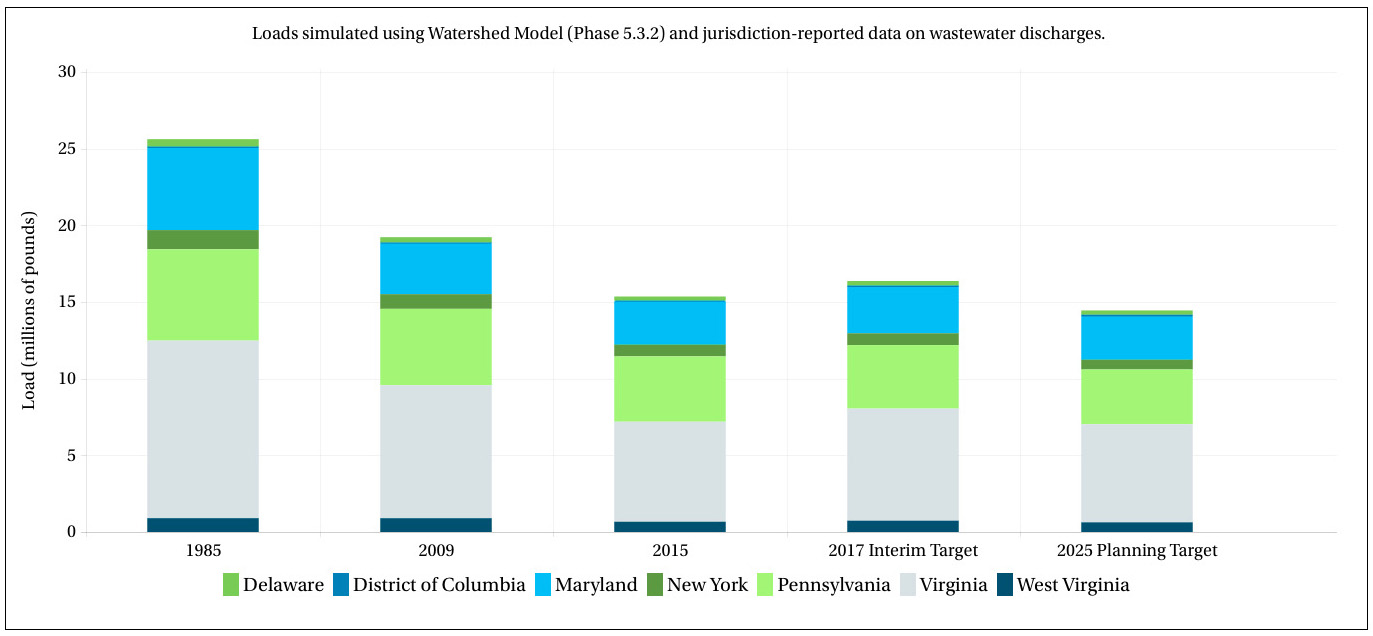 Loads simulated using Watershed Model (Phase 5.3.2) and jurisdiction-reported data on wastewater discharges.
Load (millions of pounds)
30
25
20
15
10
5
0
1985 2009 2015 2017 Interim Target 2025 Planning Target
Delaware District of Columbia Maryland New York Pennsylvania Virginia West Virginia